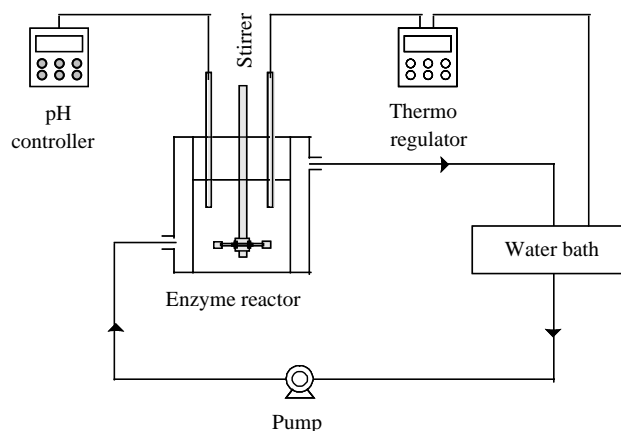 Stirrer
pH
controller
Thermo
regulator
Water bath
Enzyme reactor
Pump